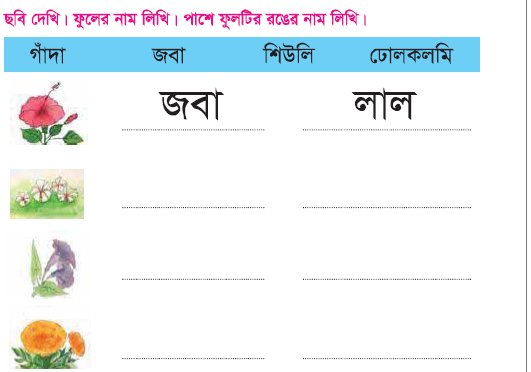 ছবি দেখি। ফুলের নাম লিখি। পাশে ফুলটির রঙের নাম লিখি।
গাঁদা জবা শিউলি ঢোলকলমি
জবা লাল